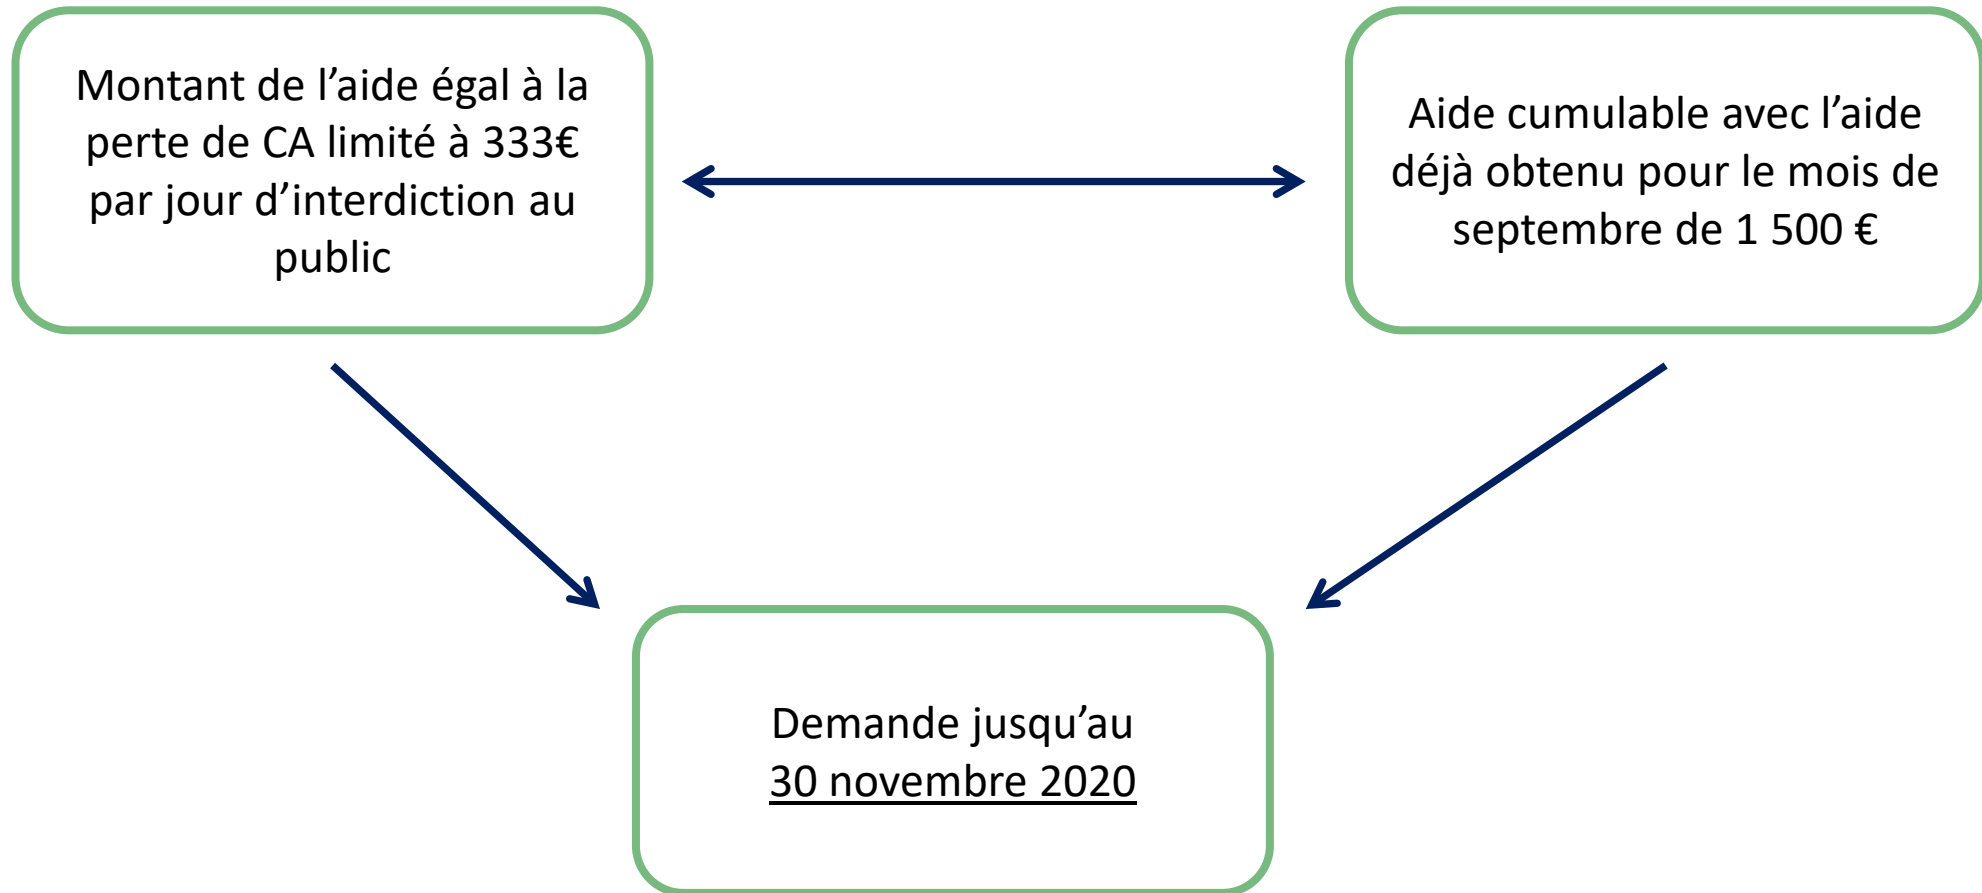 Montant de l’aide égal à la
perte de CA limité à 333€
par jour d’interdiction au
public
Aide cumulable avec l’aide
déjà obtenu pour le mois de
septembre de 1 500 €
Demande jusqu’au
30 novembre 2020